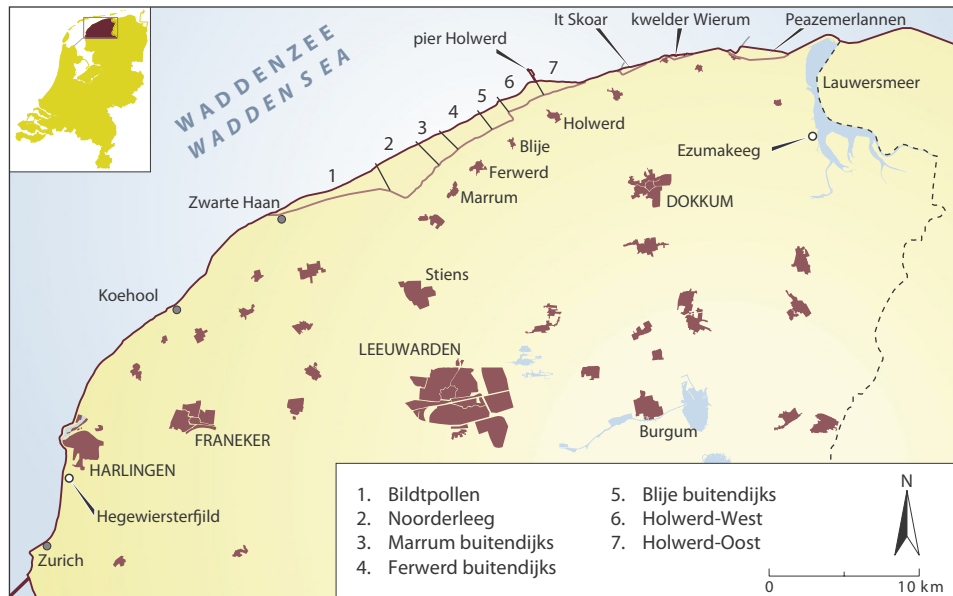 WADDENZEE
WADDENSEA
It Skoar
kwelder Wierum
Peazemerlannen
pier Holwerd
7
6
5
4
3
2
1
Lauwersmeer
Holwerd
Blije
Ezumakeeg
Ferwerd
Marrum
DOKKUM
Zwarte Haan
Stiens
Koehool
LEEUWARDEN
Burgum
FRANEKER
HARLINGEN
Hegewiersterfjild
Zurich
1. Bildtpollen
2. Noorderleeg
3. Marrum buitendijks
4. Ferwerd buitendijks
5. Blije buitendijks
6. Holwerd-West
7. Holwerd-Oost
N
0 10 km